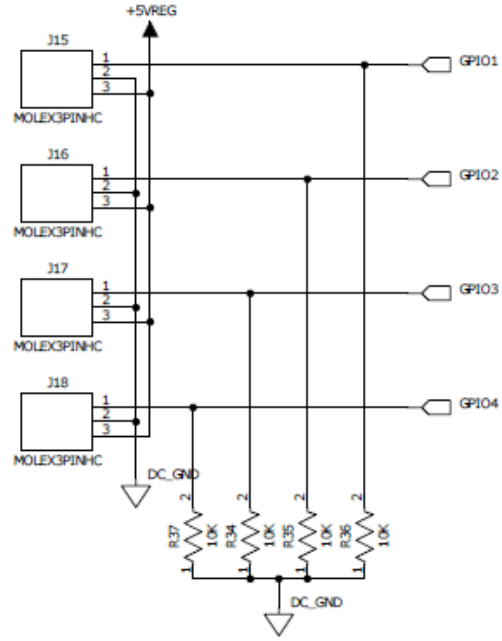 +5VREG
J15
1
2
3
MOLEX3PINHC
GPIO1
J16
1
2
3
MOLEX3PINHC
GPIO2
J17
1
2
3
MOLEX3PINHC
GPIO3
J18
1
2
3
MOLEX3PINHC
GPIO4
DC_GND
2 2 2 2
R37 10K R34 10K R35 10K R36 10K
1 1 1 1
DC_GND